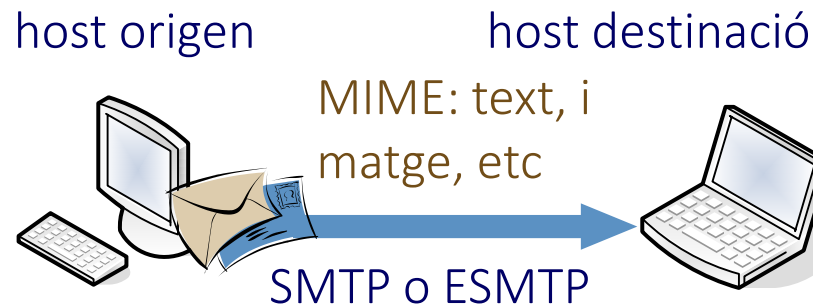 host origen
host destinació
MIME: text, i
matge, etc
SMTP o ESMTP